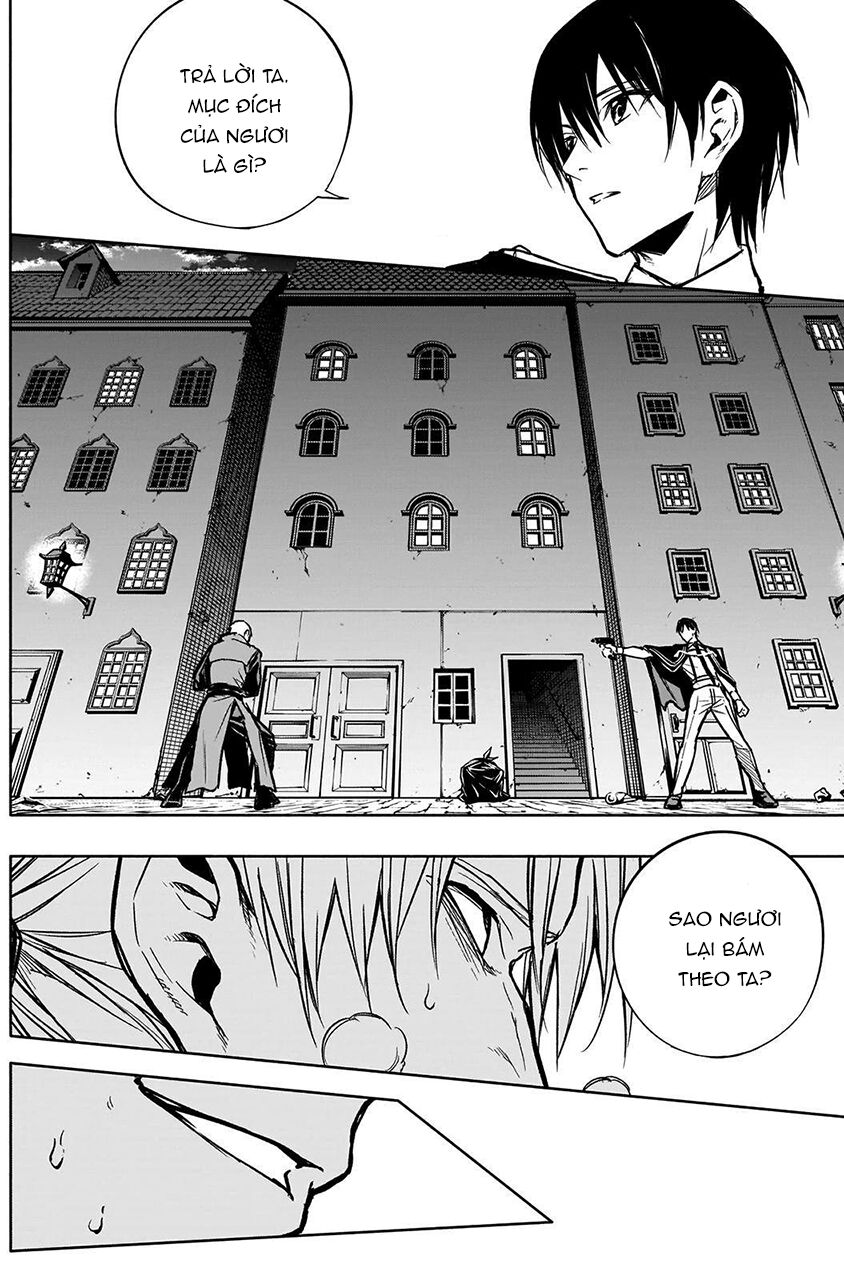 TRẢ LỜI TA.
MỤC ĐÍCH
CỦA NGƯƠI
LÀ GÌ?
SAO NGƯƠI
LẠI BÁM
THEO TA?